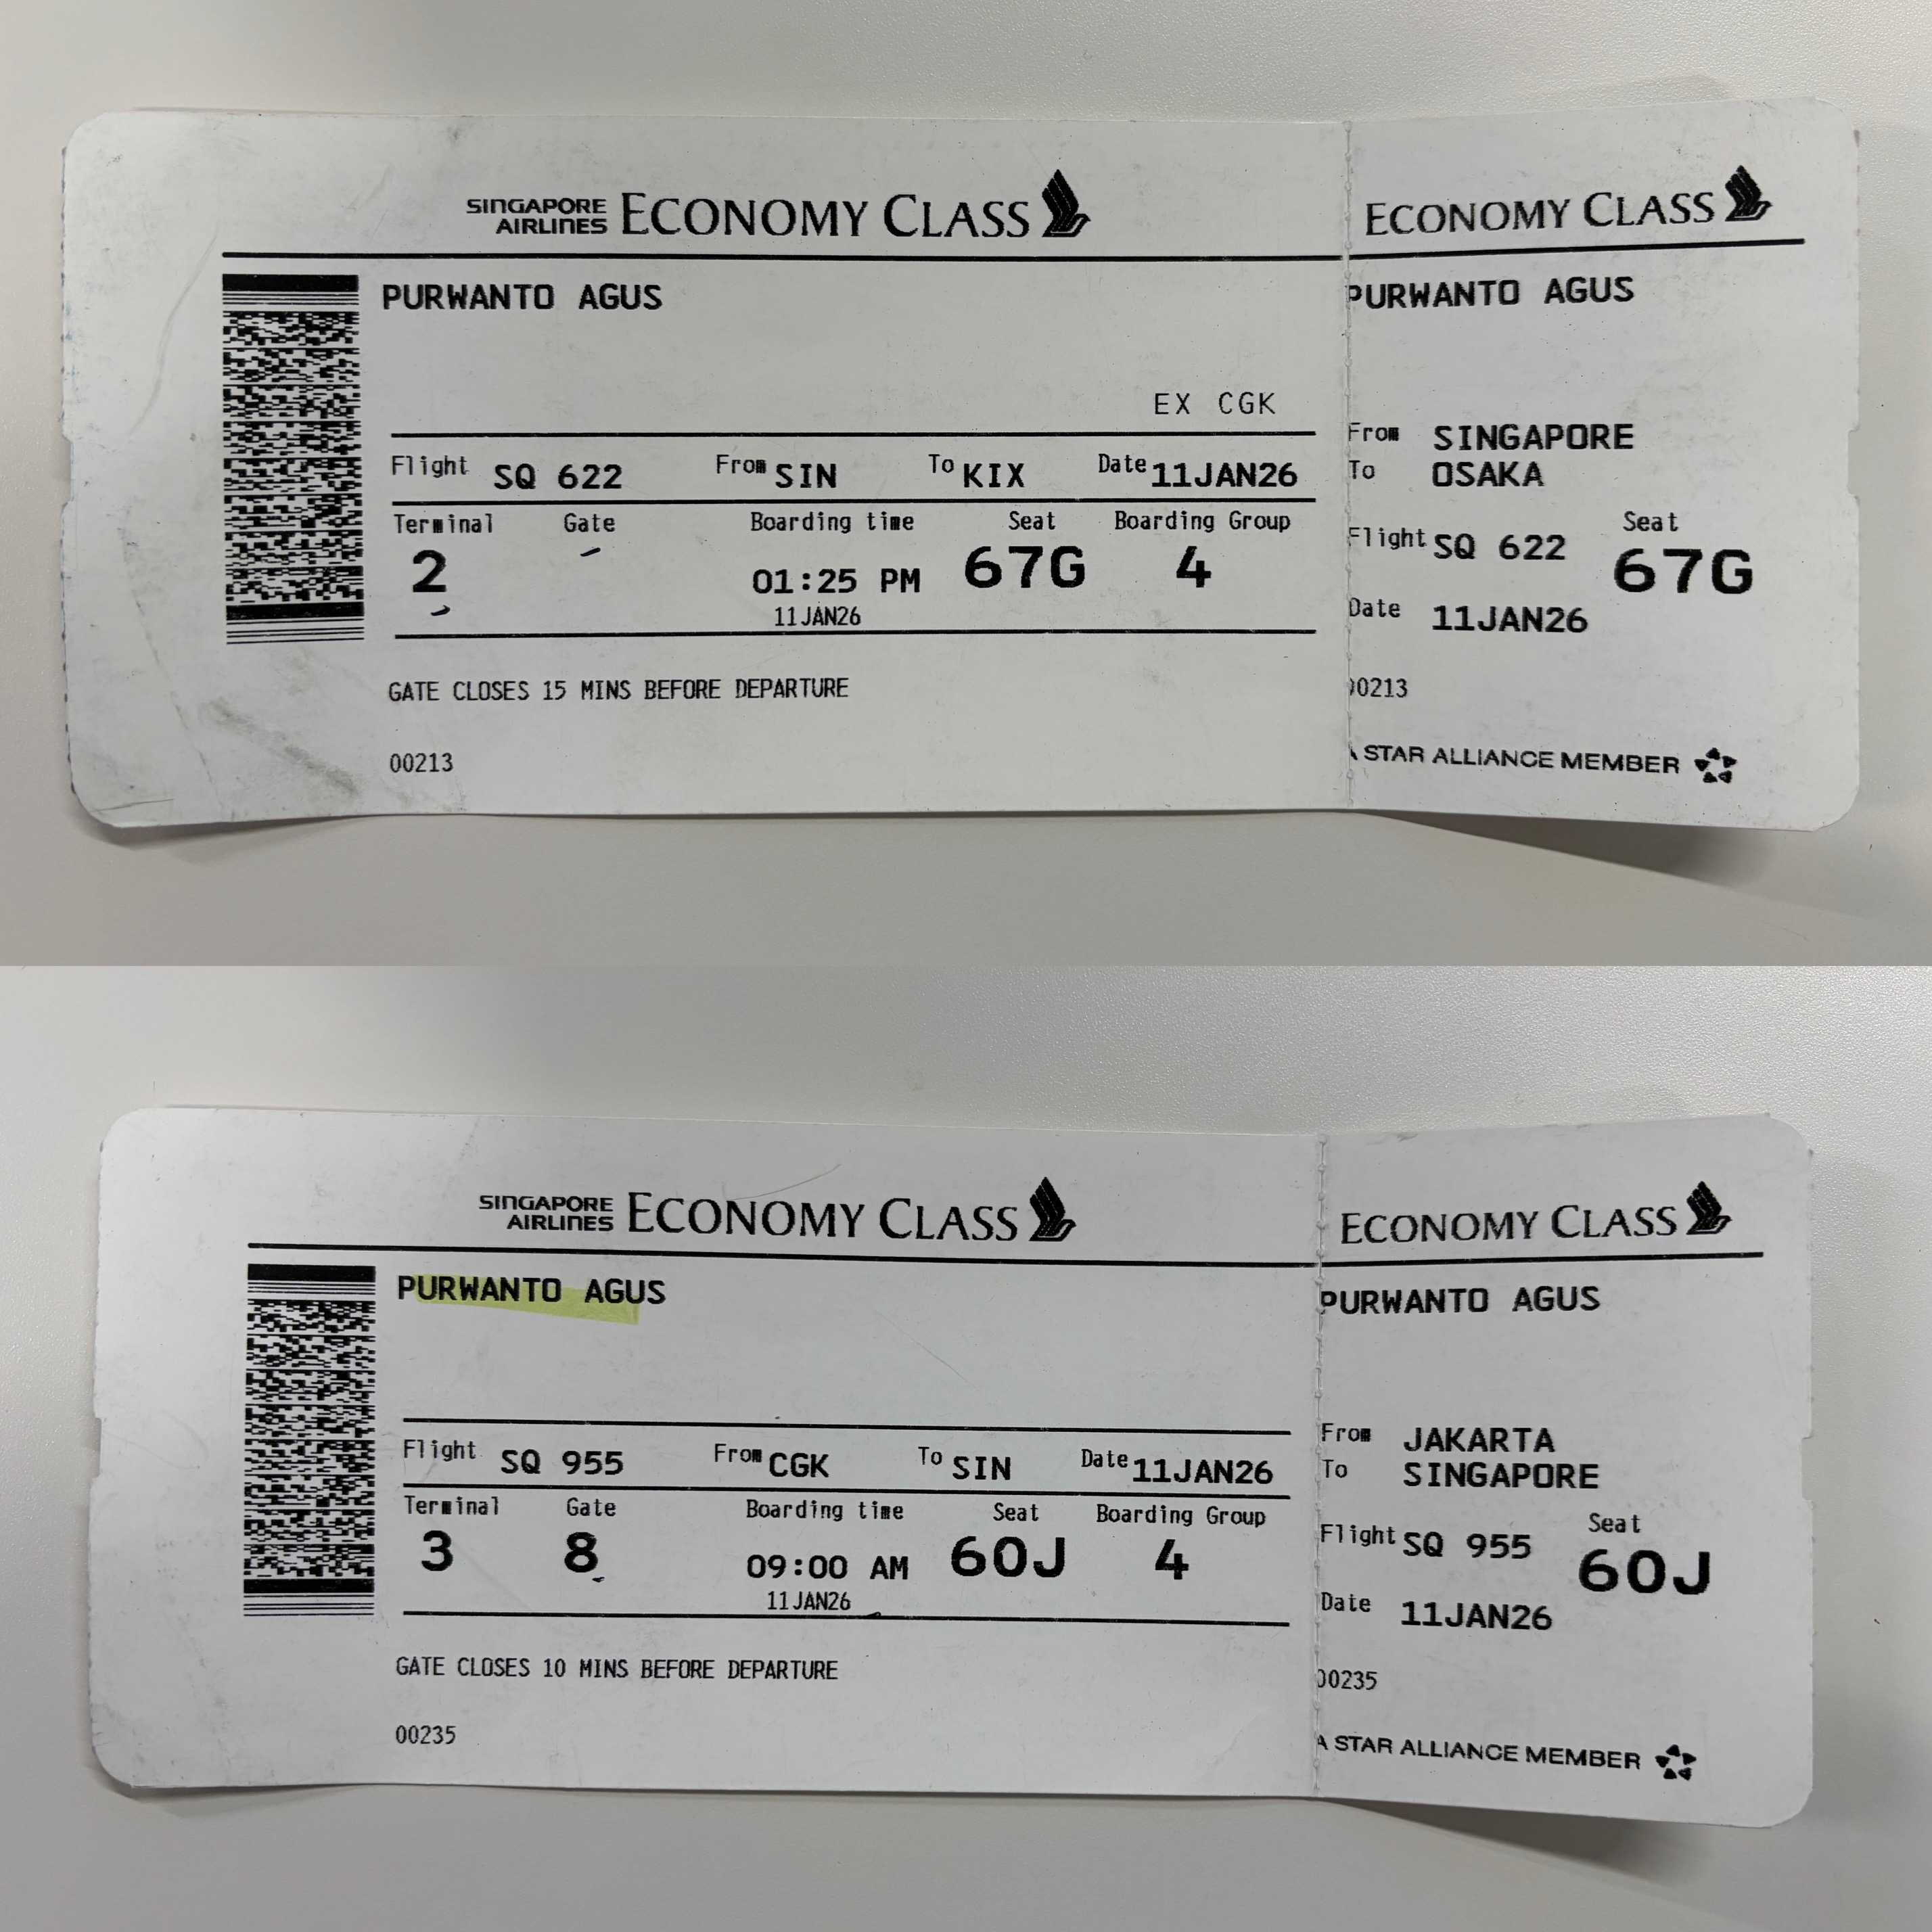 SINGAPORE AIRLINES ECONOMY CLASS
PURWANTO AGUS
EX CGK
Flight SQ 622 From SIN To KIX Date 11JAN26
Terminal Gate Boarding time Seat Boarding Group
2 - 01:25 PM 67G 4
11JAN26
GATE CLOSES 15 MINS BEFORE DEPARTURE
00213
ECONOMY CLASS
PURWANTO AGUS
From SINGAPORE
To OSAKA
Flight SQ 622 Seat 67G
Date 11JAN26
00213
A STAR ALLIANCE MEMBER
SINGAPORE AIRLINES ECONOMY CLASS
PURWANTO AGUS
Flight SQ 955 From CGK To SIN Date 11JAN26
Terminal Gate Boarding time Seat Boarding Group
3 8 09:00 AM 60J 4
11JAN26
GATE CLOSES 10 MINS BEFORE DEPARTURE
00235
ECONOMY CLASS
PURWANTO AGUS
From JAKARTA
To SINGAPORE
Flight SQ 955 Seat 60J
Date 11JAN26
00235
A STAR ALLIANCE MEMBER